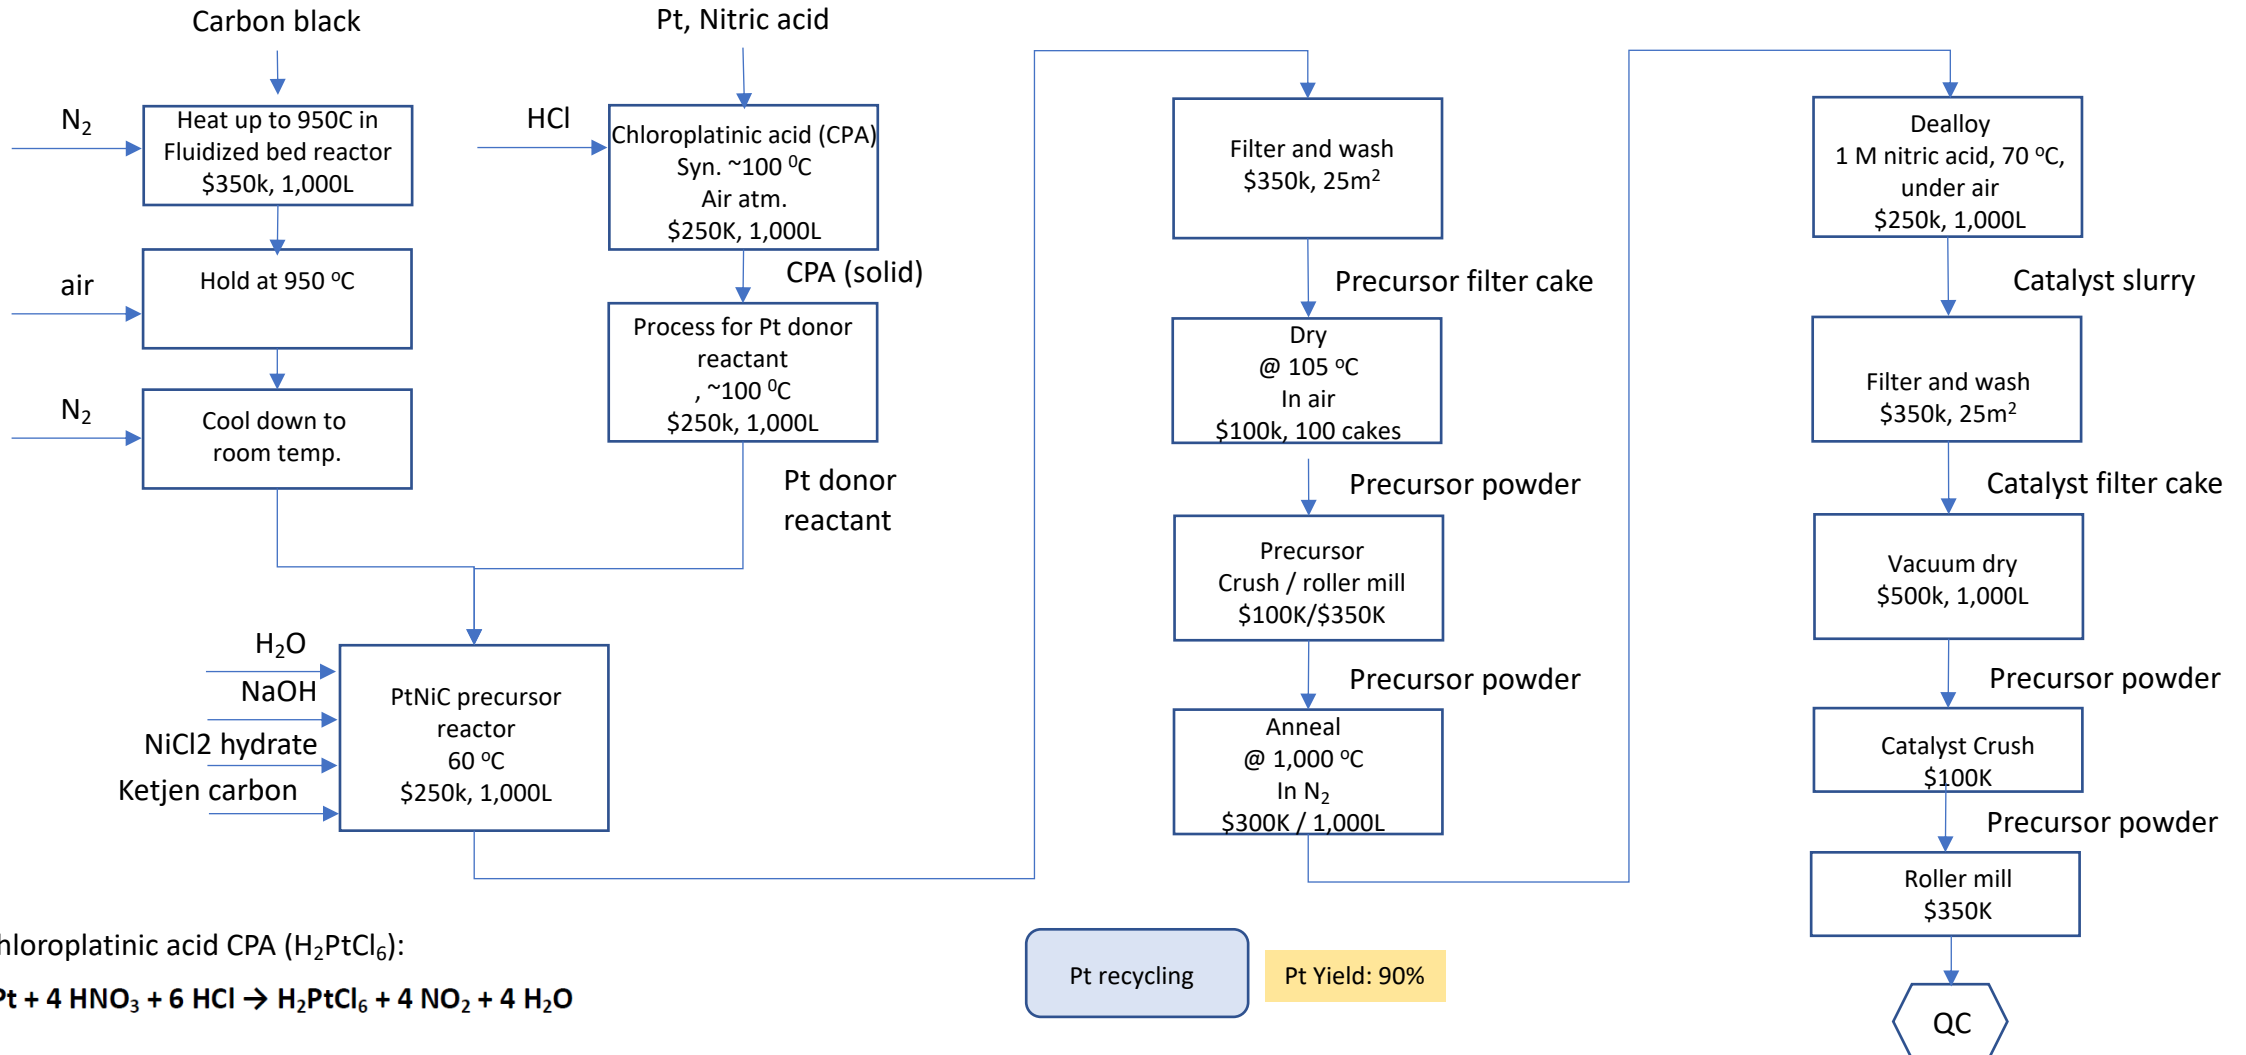 Carbon black
N₂
Heat up to 950C in
Fluidized bed reactor
$350k, 1,000L
air
Hold at 950 ºC
N₂
Cool down to
room temp.
Pt, Nitric acid
HCl
Chloroplatinic acid (CPA)
Syn. ~100 ⁰C
Air atm.
$250K, 1,000L
CPA (solid)
Process for Pt donor
reactant
, ~100 ⁰C
$250k, 1,000L
Pt donor
reactant
H₂O
NaOH
NiCl2 hydrate
Ketjen carbon
PtNiC precursor
reactor
60 ºC
$250k, 1,000L
Filter and wash
$350k, 25m²
Precursor filter cake
Dry
@ 105 ºC
In air
$100k, 100 cakes
Precursor powder
Precursor
Crush / roller mill
$100K/$350K
Precursor powder
Anneal
@ 1,000 ºC
In N₂
$300K / 1,000L
Dealloy
1 M nitric acid, 70 ºC,
under air
$250k, 1,000L
Catalyst slurry
Filter and wash
$350k, 25m²
Catalyst filter cake
Vacuum dry
$500k, 1,000L
Precursor powder
Catalyst Crush
$100K
Precursor powder
Roller mill
$350K
QC
hloroplatinic acid CPA (H₂PtCl₆):
Pt + 4 HNO₃ + 6 HCl → H₂PtCl₆ + 4 NO₂ + 4 H₂O
Pt recycling
Pt Yield: 90%